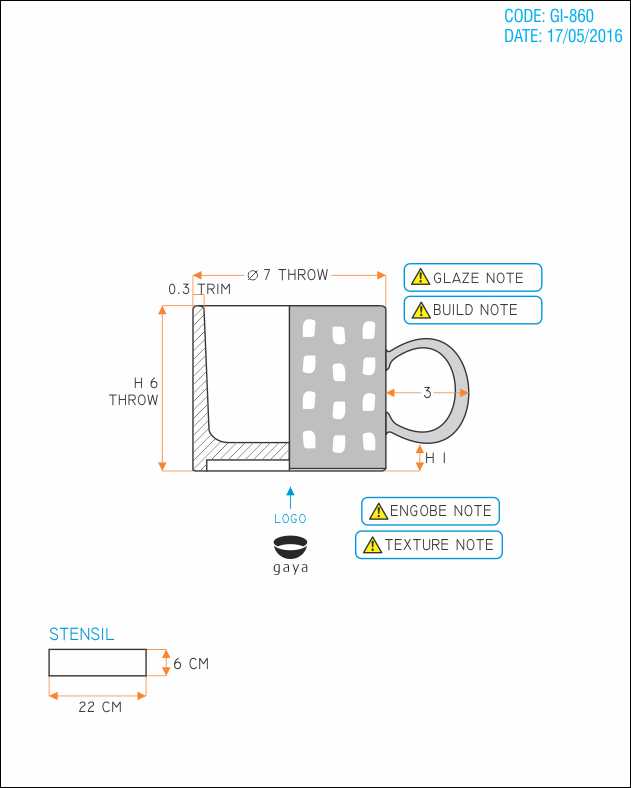 CODE: GI-860
DATE: 17/05/2016
Ø 7 THROW
0.3 TRIM
GLAZE NOTE
BUILD NOTE
H 6
THROW
3
H 1
LOGO
gaya
ENGOBE NOTE
TEXTURE NOTE
STENSIL
6 CM
22 CM